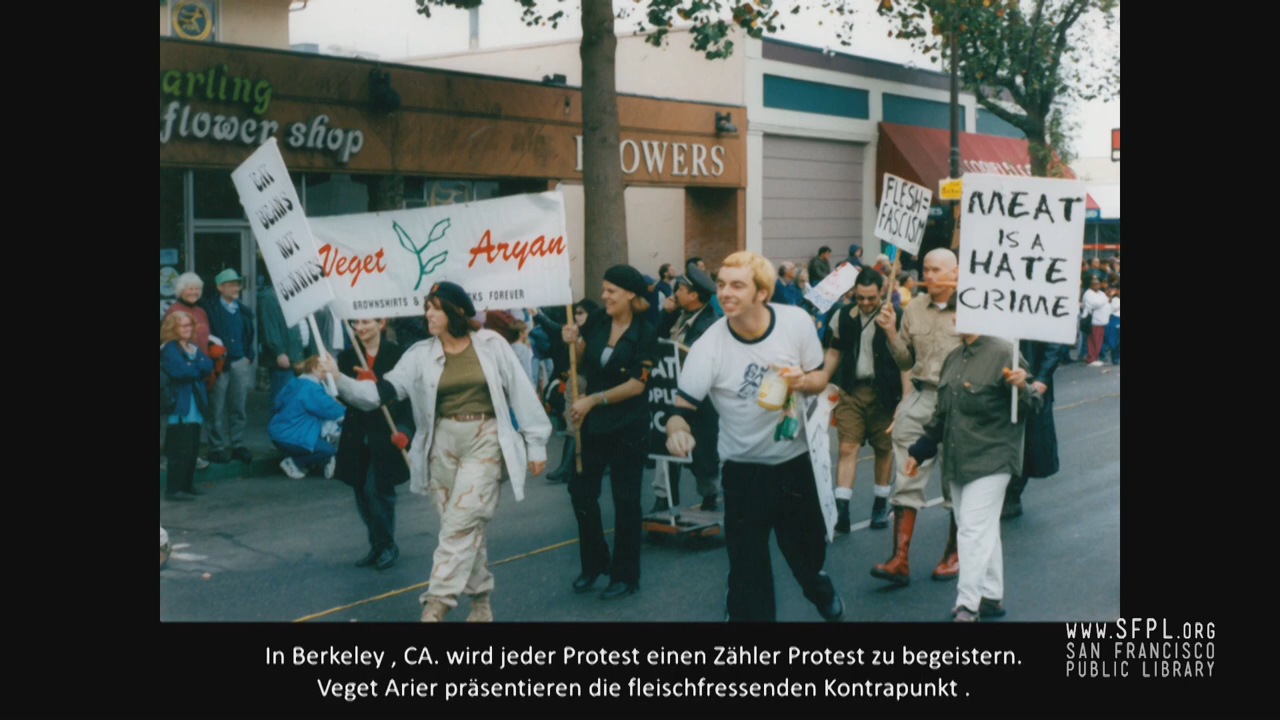 arling
flower shop
FLOWERS
EAT
BEANS
NOT
BUNNIES
Veget Aryan
BROWNSHIRTS & FOREVER
FLESH=
FASCISM
MEAT
IS A
HATE
CRIME
In Berkeley , CA. wird jeder Protest einen Zähler Protest zu begeistern.
Veget Arier präsentieren die fleischfressenden Kontrapunkt .
WWW.SFPL.ORG
SAN FRANCISCO
PUBLIC LIBRARY